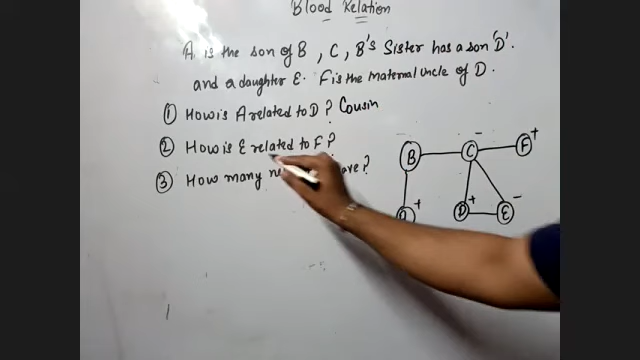 Blood Relation
A is the son of B, C, B's Sister has a son 'D'.
and a daughter E. F is the Maternal Uncle of D.
① How is A related to D? Cousin
② How is E related to F?
③ How many ave?
B C - F +
D + E -
+